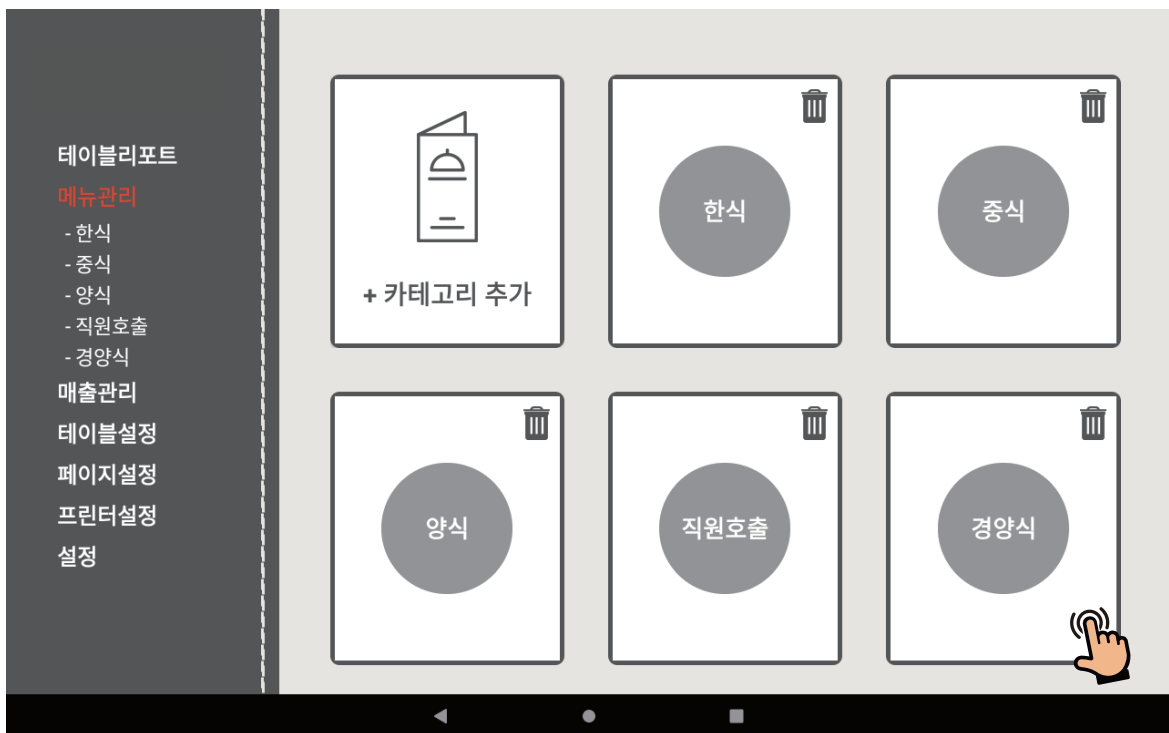 테이블리포트
메뉴관리
- 한식
- 중식
- 양식
- 직원호출
- 경양식
매출관리
테이블설정
페이지설정
프린터설정
설정
+ 카테고리 추가
한식
중식
양식
직원호출
경양식